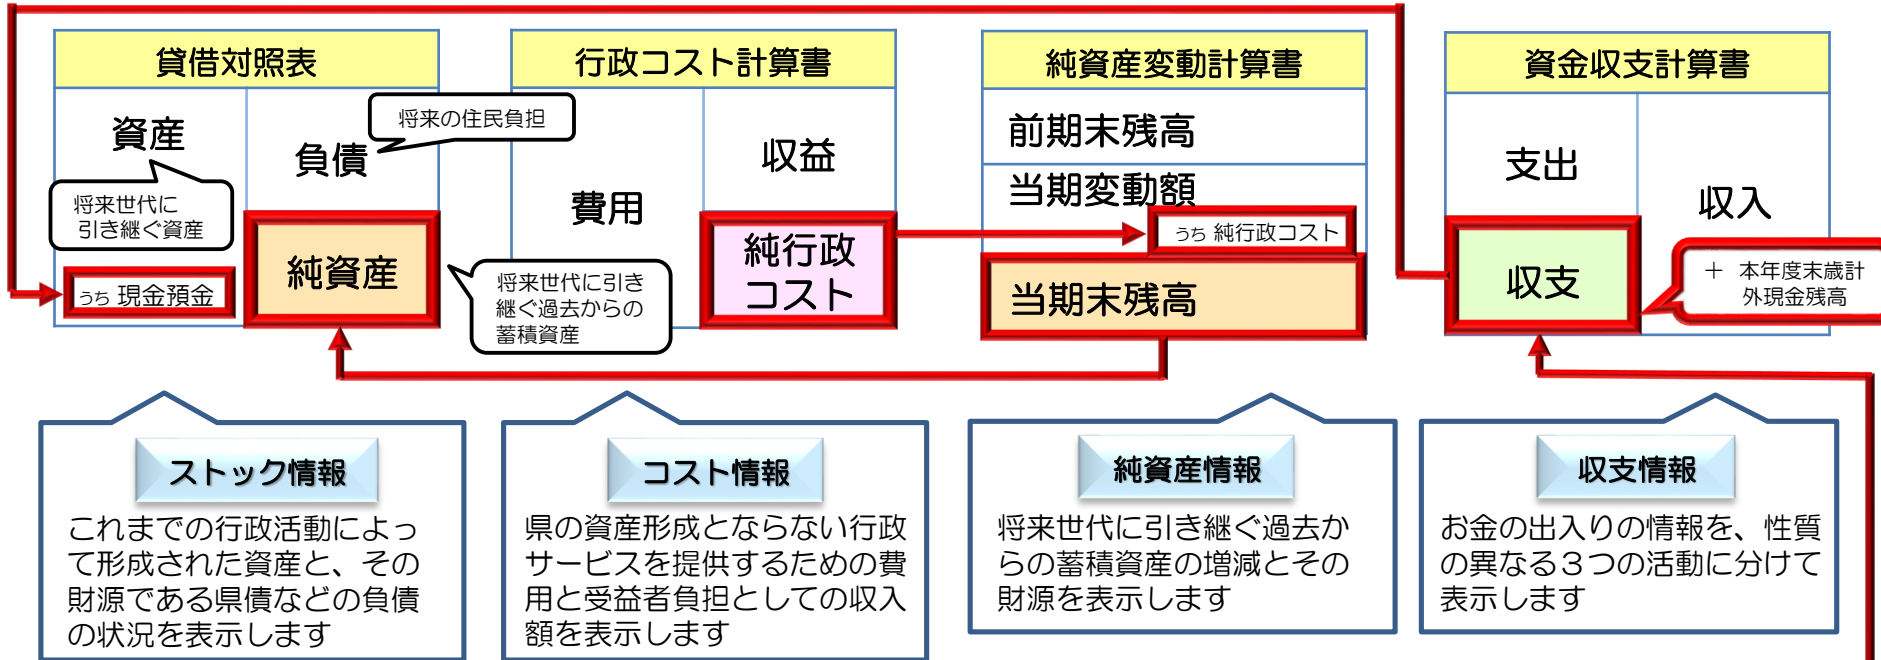 貸借対照表
資産
負債
将来の住民負担
将来世代に
引き継ぐ資産
うち 現金預金
純資産
将来世代に引き
継ぐ過去からの
蓄積資産
行政コスト計算書
費用
収益
純行政
コスト
純資産変動計算書
前期末残高
当期変動額
うち 純行政コスト
当期末残高
資金収支計算書
支出
収入
収支
＋ 本年度末歳計
外現金残高
ストック情報
これまでの行政活動によっ
て形成された資産と、その
財源である県債などの負債
の状況を表示します
コスト情報
県の資産形成とならない行政
サービスを提供するための費
用と受益者負担としての収入
額を表示します
純資産情報
将来世代に引き継ぐ過去か
らの蓄積資産の増減とその
財源を表示します
収支情報
お金の出入りの情報を、性質
の異なる３つの活動に分けて
表示します